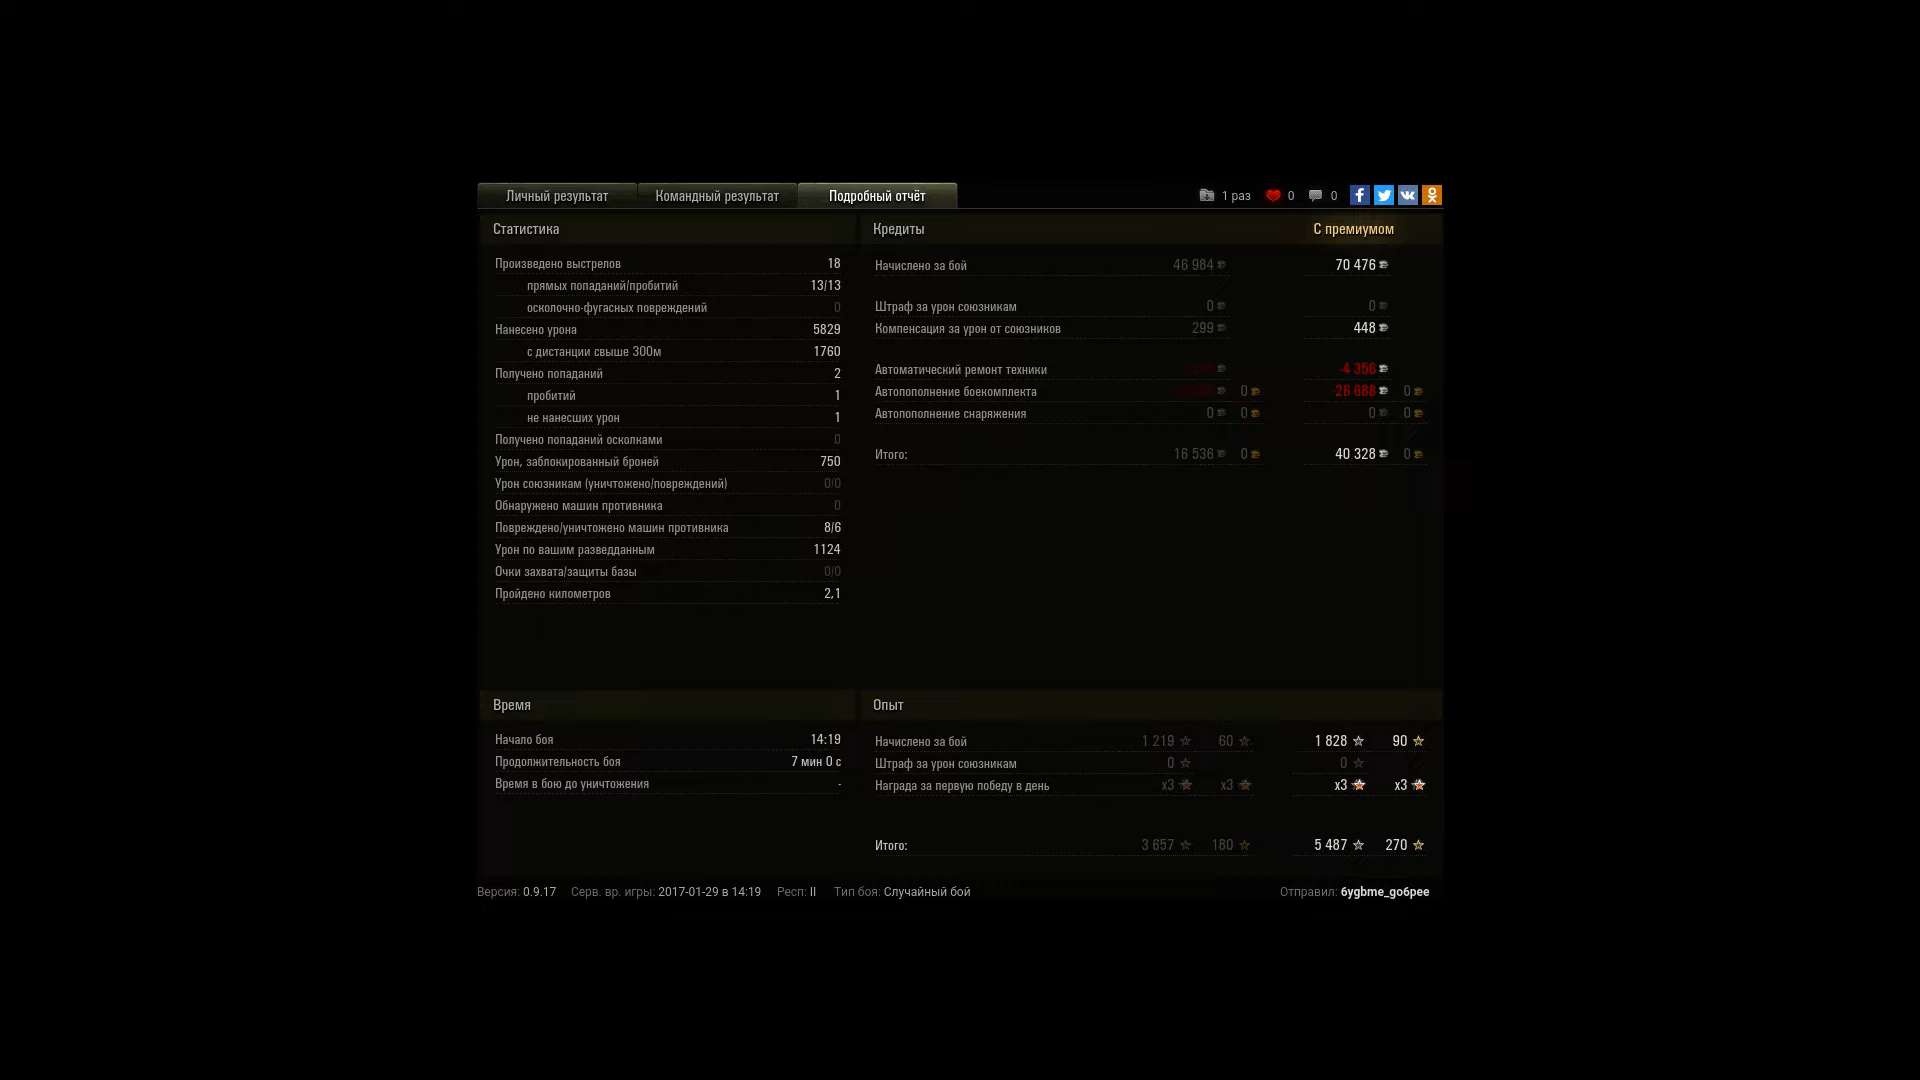 Личный результат Командный результат Подробный отчёт 1 раз 0 0
Статистика
Произведено выстрелов 18
прямых попаданий/пробитий 13/13
осколочно-фугасных повреждений 0
Нанесено урона 5829
с дистанции свыше 300м 1760
Получено попаданий 2
пробитий 1
не нанесших урон 1
Получено попаданий осколками 0
Урон, заблокированный броней 750
Урон союзникам (уничтожено/повреждений) 0/0
Обнаружено машин противника 0
Повреждено/уничтожено машин противника 8/6
Урон по вашим разведданным 1124
Очки захвата/защиты базы 0/0
Пройдено километров 2,1
Кредиты С премиумом
Начислено за бой 46 984 70 476
Штраф за урон союзникам 0 0
Компенсация за урон от союзников 299 448
Автоматический ремонт техники -4 356
Автопополнение боекомплекта 0 -26 688 0
Автопополнение снаряжения 0 0 0 0
Итого: 16 536 0 40 328 0
Время
Начало боя 14:19
Продолжительность боя 7 мин 0 с
Время в бою до уничтожения -
Опыт
Начислено за бой 1 219 60 1 828 90
Штраф за урон союзникам 0 0
Награда за первую победу в день x3 x3 x3 x3
Итого: 3 657 180 5 487 270
Версия: 0.9.17 Серв. вр. игры: 2017-01-29 в 14:19 Респ: II Тип боя: Случайный бой Отправил: 6ygbme_go6pee